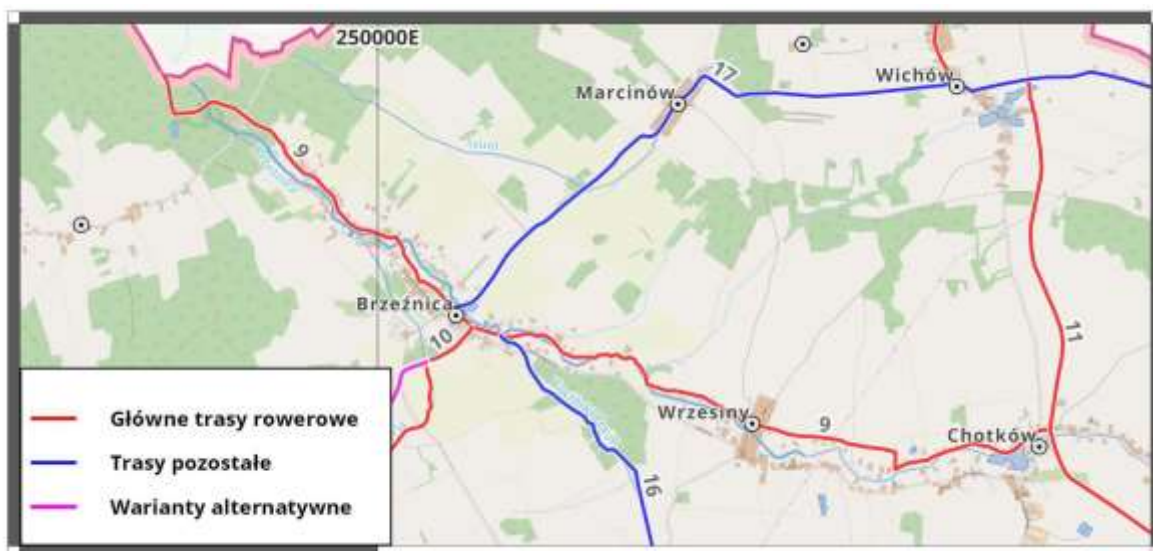 250000E
17
Wichów
Marcinów
9
Brzeźnica
10
11
Wrzesiny
9
Chotków
16
Główne trasy rowerowe
Trasy pozostałe
Warianty alternatywne